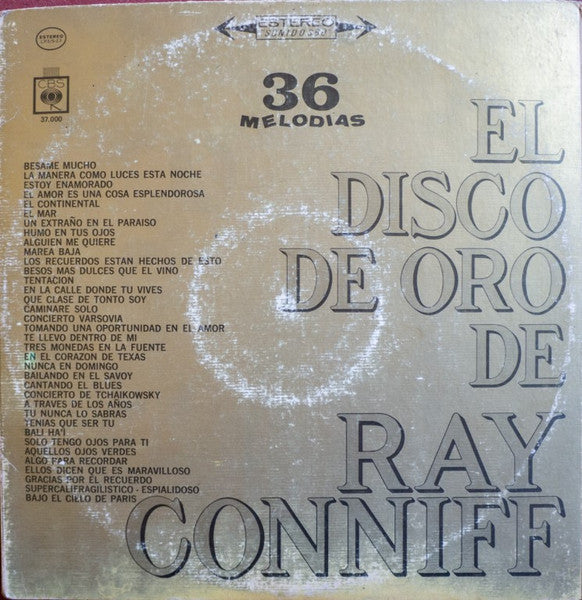 ESTEREO
SONIDO 360
ESTEREO
CBS
37.000
36
MELODIAS
EL
DISCO
DE ORO
DE
RAY
CONNIFF
BESAME MUCHO
LA MANERA COMO LUCES ESTA NOCHE
ESTOY ENAMORADO
EL AMOR ES UNA COSA ESPLENDOROSA
EL CONTINENTAL
EL MAR
UN EXTRAÑO EN EL PARAISO
HUMO EN TUS OJOS
ALGUIEN ME QUIERE
MAREA BAJA
LOS RECUERDOS ESTAN HECHOS DE ESTO
BESOS MAS DULCES QUE EL VINO
TENTACION
EN LA CALLE DONDE TU VIVES
QUE CLASE DE TONTO SOY
CAMINARE SOLO
CONCIERTO VARSOVIA
TOMANDO UNA OPORTUNIDAD EN EL AMOR
TE LLEVO DENTRO DE MI
TRES MONEDAS EN LA FUENTE
EN EL CORAZON DE TEXAS
NUNCA EN DOMINGO
BAILANDO EN EL SAVOY
CANTANDO EL BLUES
CONCIERTO DE TCHAIKOWSKY
A TRAVES DE LOS AÑOS
TU NUNCA LO SABRAS
TENIAS QUE SER TU
BALI HA'I
SOLO TENGO OJOS PARA TI
AQUELLOS OJOS VERDES
ALGO PARA RECORDAR
ELLOS DICEN QUE ES MARAVILLOSO
GRACIAS POR EL RECUERDO
SUPERCALIFRAGILISTICO - ESPIALIDOSO
BAJO EL CIELO DE PARIS